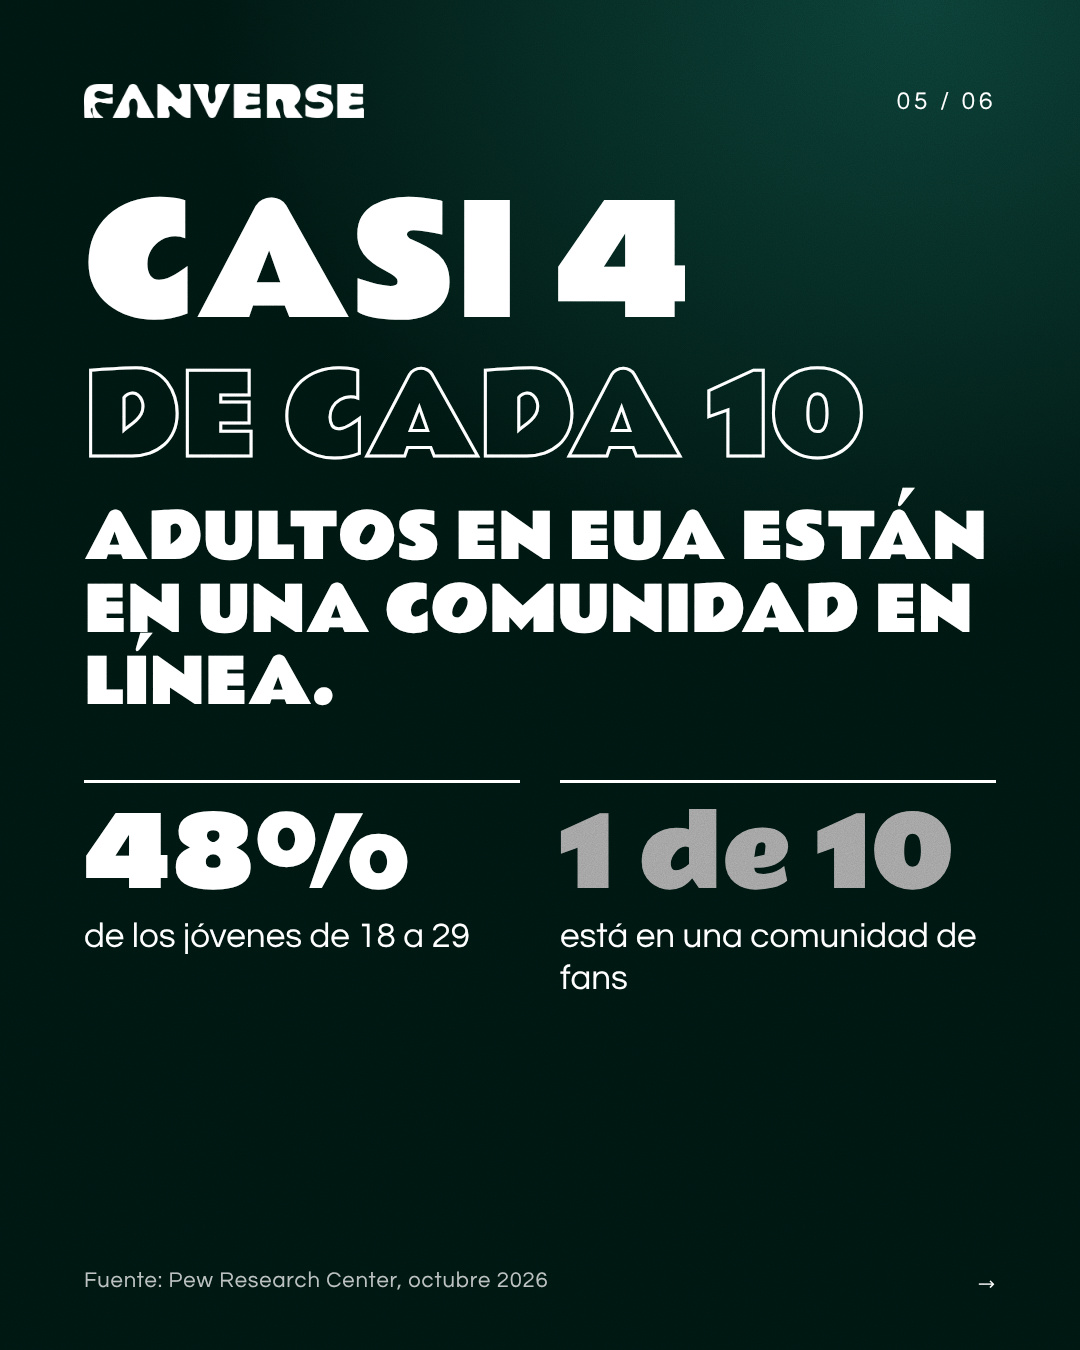 FANVERSE
05 / 06
CASI 4
DE CADA 10
ADULTOS EN EUA ESTÁN
EN UNA COMUNIDAD EN
LÍNEA.
48%
de los jóvenes de 18 a 29
1 de 10
está en una comunidad de
fans
Fuente: Pew Research Center, octubre 2026
→